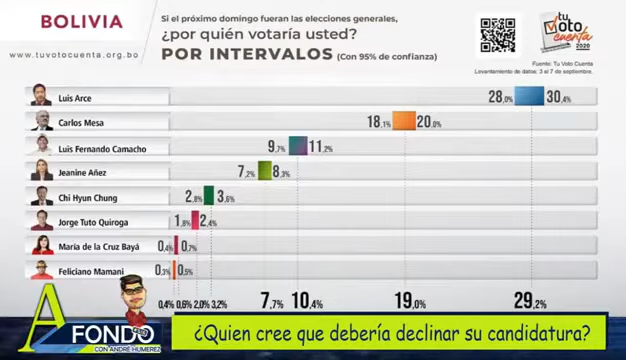 BOLIVIA
www.tuvotocuenta.org.bo
Si el próximo domingo fueran las elecciones generales,
¿por quién votaría usted?
POR INTERVALOS (Con 95% de confianza)
tu
Voto
cuenta
2020
Fuente: Tu Voto Cuenta
Levantamiento de datos: 3 al 7 de septiembre.
Luis Arce 28,0% 30,4%
Carlos Mesa 18,1% 20,0%
Luis Fernando Camacho 9,7% 11,2%
Jeanine Añez 7,2% 8,3%
Chi Hyun Chung 2,8% 3,6%
Jorge Tuto Quiroga 1,8% 2,4%
María de la Cruz Bayá 0,4% 0,7%
Feliciano Mamani 0,3% 0,5%
0,4% 0,6% 2,0% 3,2% 7,7% 10,4% 19,0% 29,2%
A FONDO
CON ANDRÉ HUMEREZ
¿Quien cree que debería declinar su candidatura?